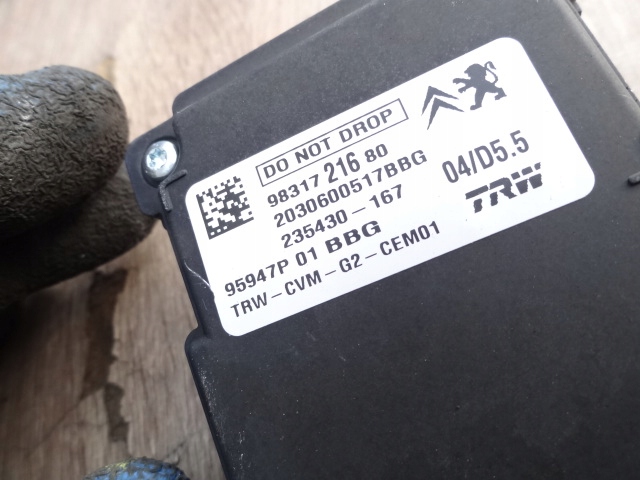 DO NOT DROP
98317 216 80
2030600517BBG
04/D5.5
235430-167
TRW
95947P 01 BBG
TRW-CVM-G2-CEM01